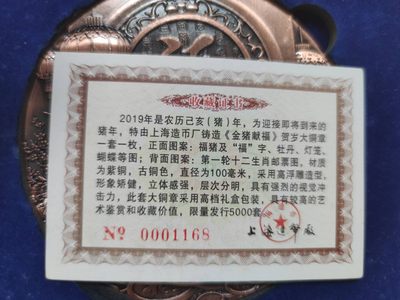 收藏证书
2019年是农历己亥(猪)年,为迎接即将到来的
猪年,特由上海造币厂铸造《金猪献福》贺岁大铜章
一套一枚,正面图案:福猪及“福”字、牡丹、灯笼、
蝴蝶等图;背面图案:第一轮十二生肖邮票图,材质
为紫铜,古铜色,直径为100毫米,采用高浮雕造型,
形象矫健,立体感强,层次分明,具有强烈的视觉冲
击力,此套大铜章采用高档礼盒包装,具有较高的艺
术鉴赏和收藏价值,限量发行5000套
No 0001168
上海造币厂